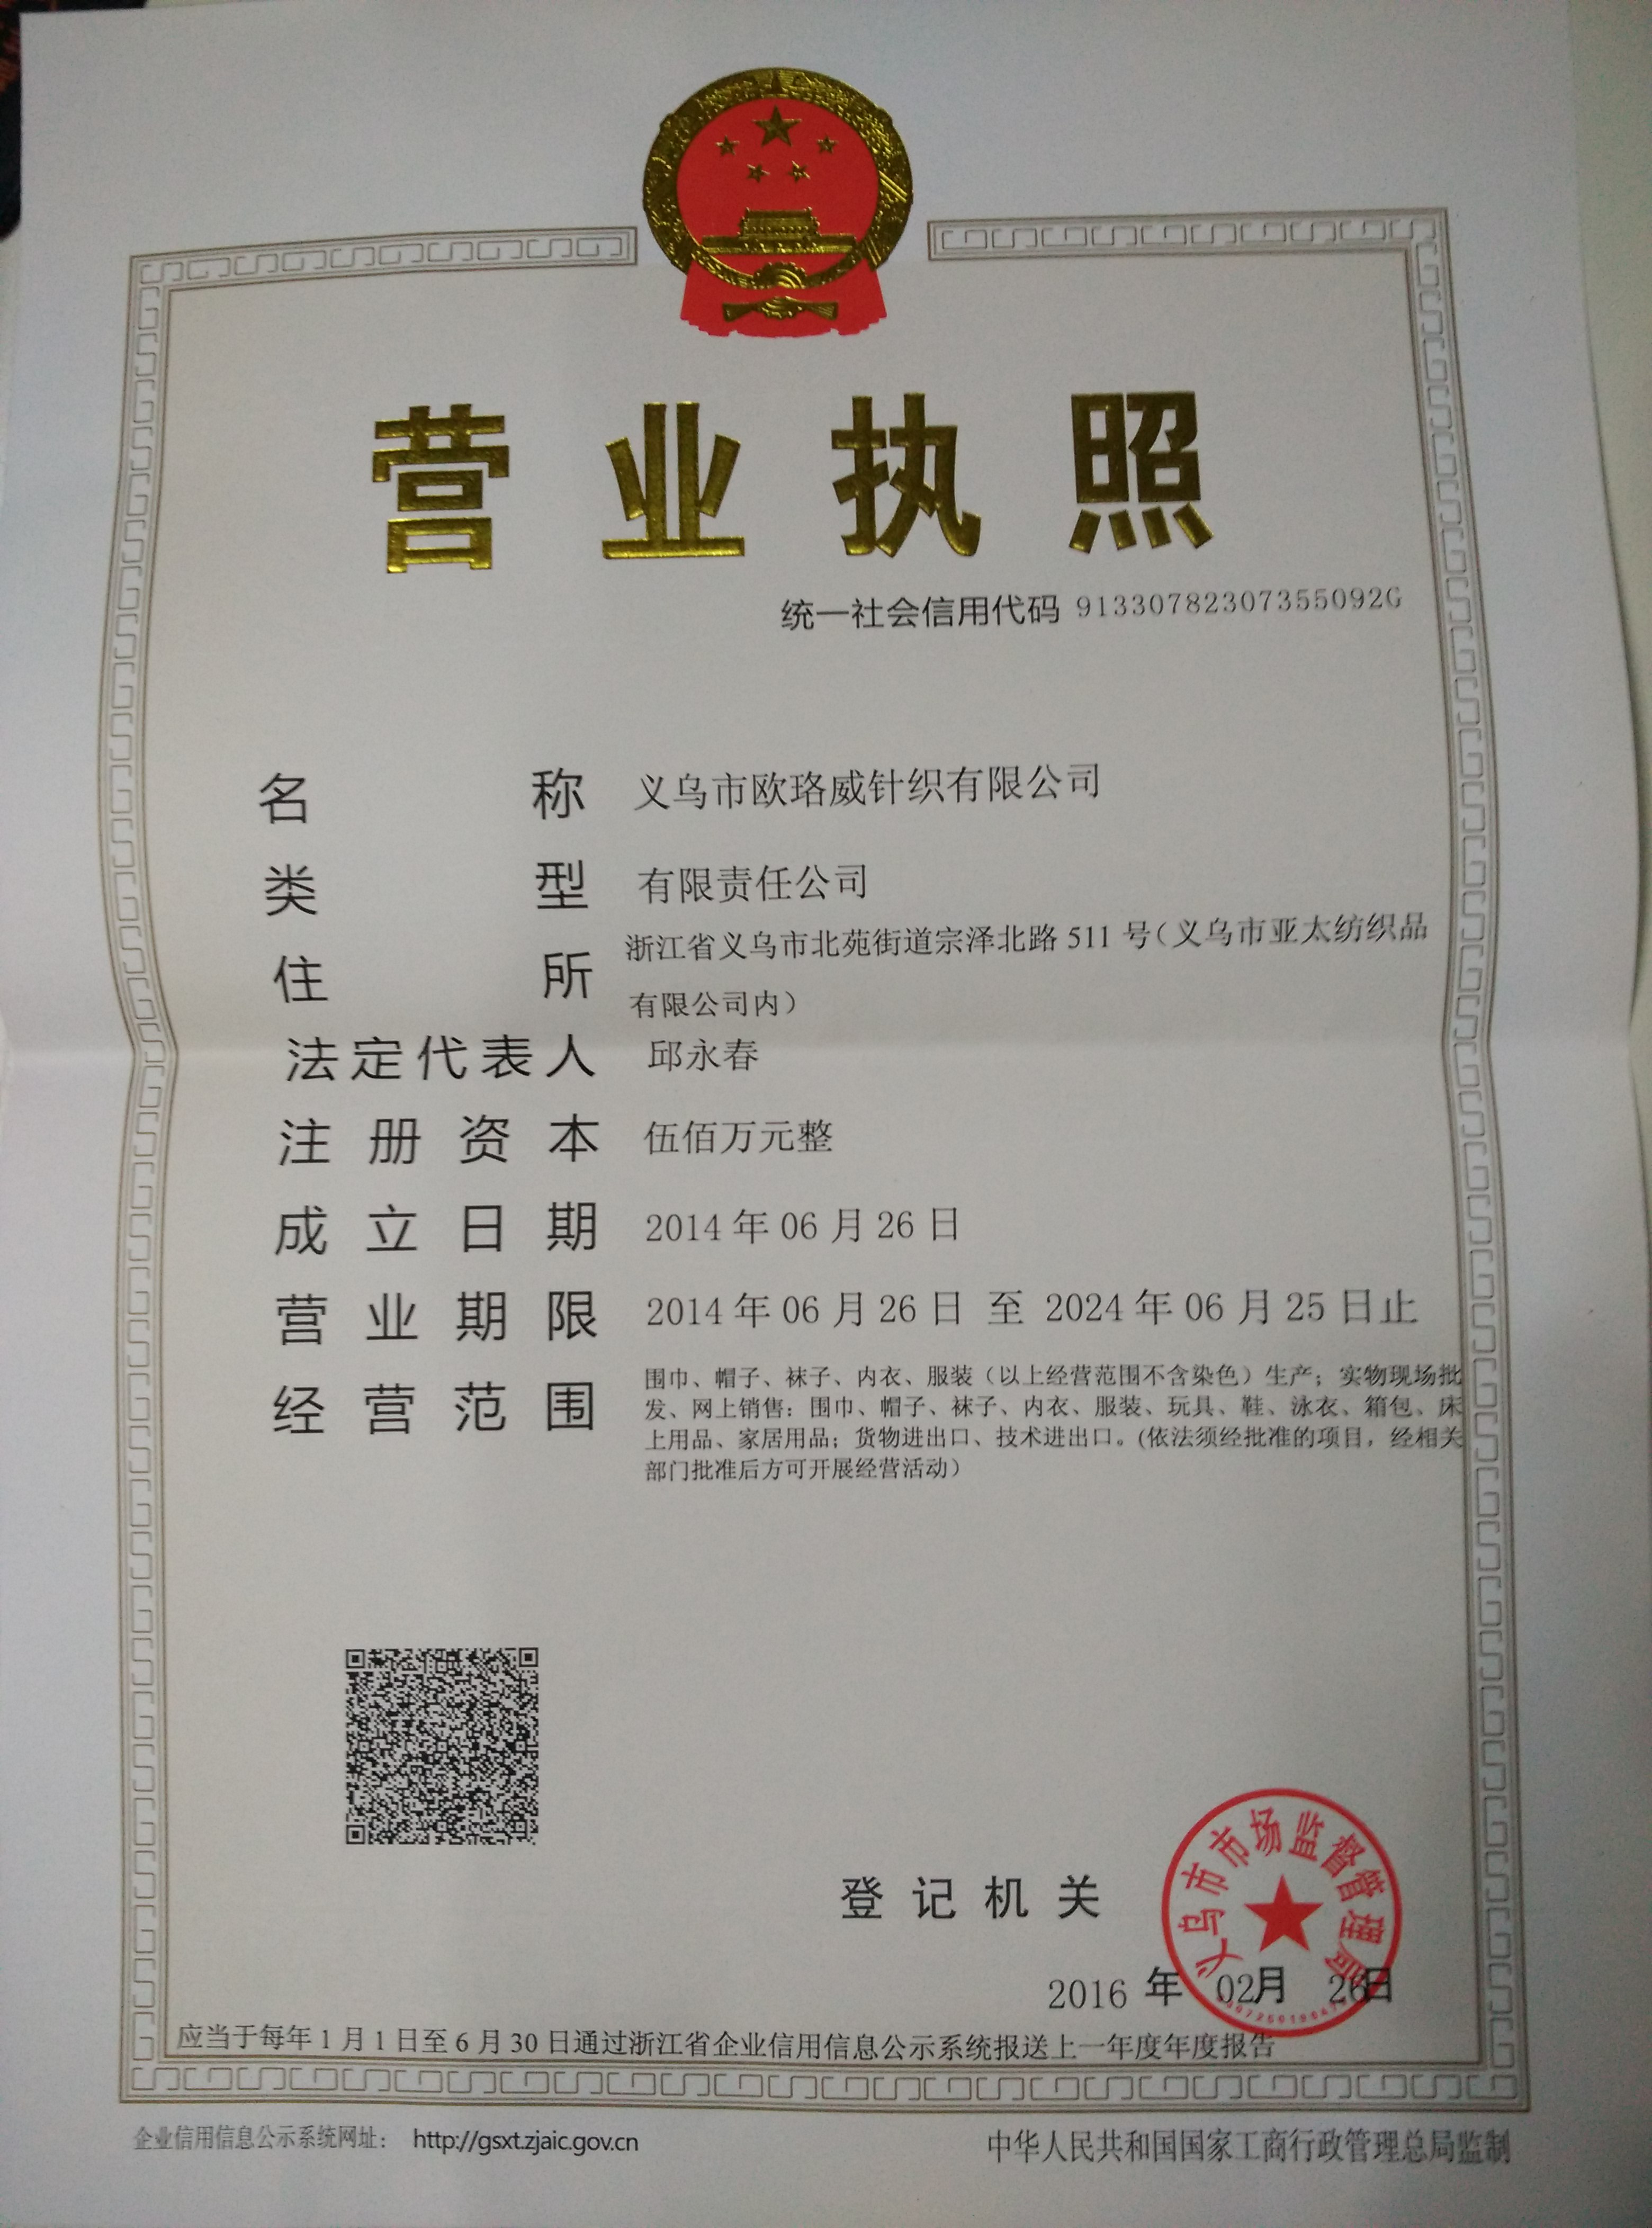 营业执照
统一社会信用代码 91330782307355092G
名称 义乌市欧珞威针织有限公司
类型 有限责任公司
住所 浙江省义乌市北苑街道宗泽北路 511 号（义乌市亚太纺织品
有限公司内）
法定代表人 邱永春
注册资本 伍佰万元整
成立日期 2014 年 06 月 26 日
营业期限 2014 年 06 月 26 日 至 2024 年 06 月 25 日止
经营范围 围巾、帽子、袜子、内衣、服装（以上经营范围不含染色）生产；实物现场批
发、网上销售：围巾、帽子、袜子、内衣、服装、玩具、鞋、泳衣、箱包、床
上用品、家居用品；货物进出口、技术进出口。(依法须经批准的项目，经相关
部门批准后方可开展经营活动）
登记机关
义乌市市场监督管理局
2016 年 02月 26日
应当于每年 1 月 1 日至 6 月 30 日通过浙江省企业信用信息公示系统报送上一年度年度报告
企业信用信息公示系统网址： http://gsxt.zjaic.gov.cn
中华人民共和国国家工商行政管理总局监制